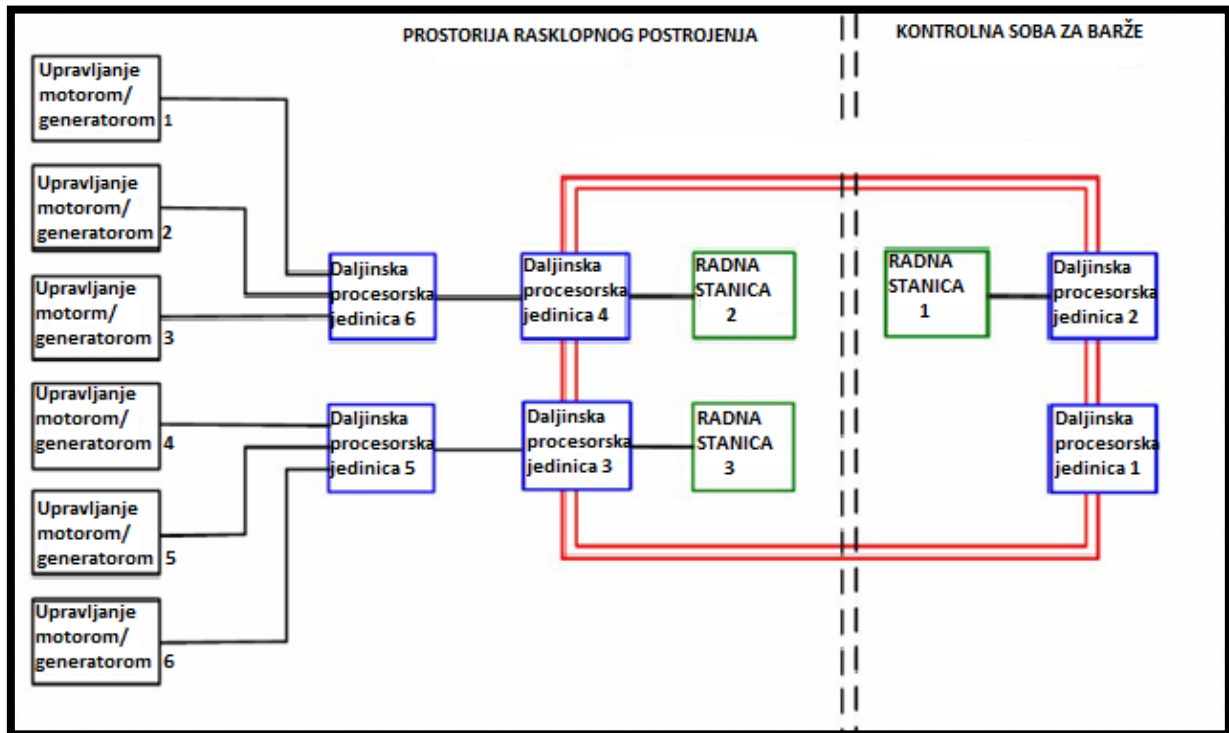 PROSTORIJA RASKLOPNOG POSTROJENJA
KONTROLNA SOBA ZA BARŽE
Upravljanje
motorom/
generatorom 1
Upravljanje
motorom/
generatorom 2
Upravljanje
motorm/
generatorom 3
Upravljanje
motorom/
generatorom 4
Upravljanje
motorom/
generatorom 5
Upravljanje
motorom/
generatorom 6
Daljinska
procesorska
jedinica 6
Daljinska
procesorska
jedinica 4
RADNA
STANICA
2
RADNA
STANICA
1
Daljinska
procesorska
jedinica 2
Daljinska
procesorska
jedinica 5
Daljinska
procesorska
jedinica 3
RADNA
STANICA
3
Daljinska
procesorska
jedinica 1